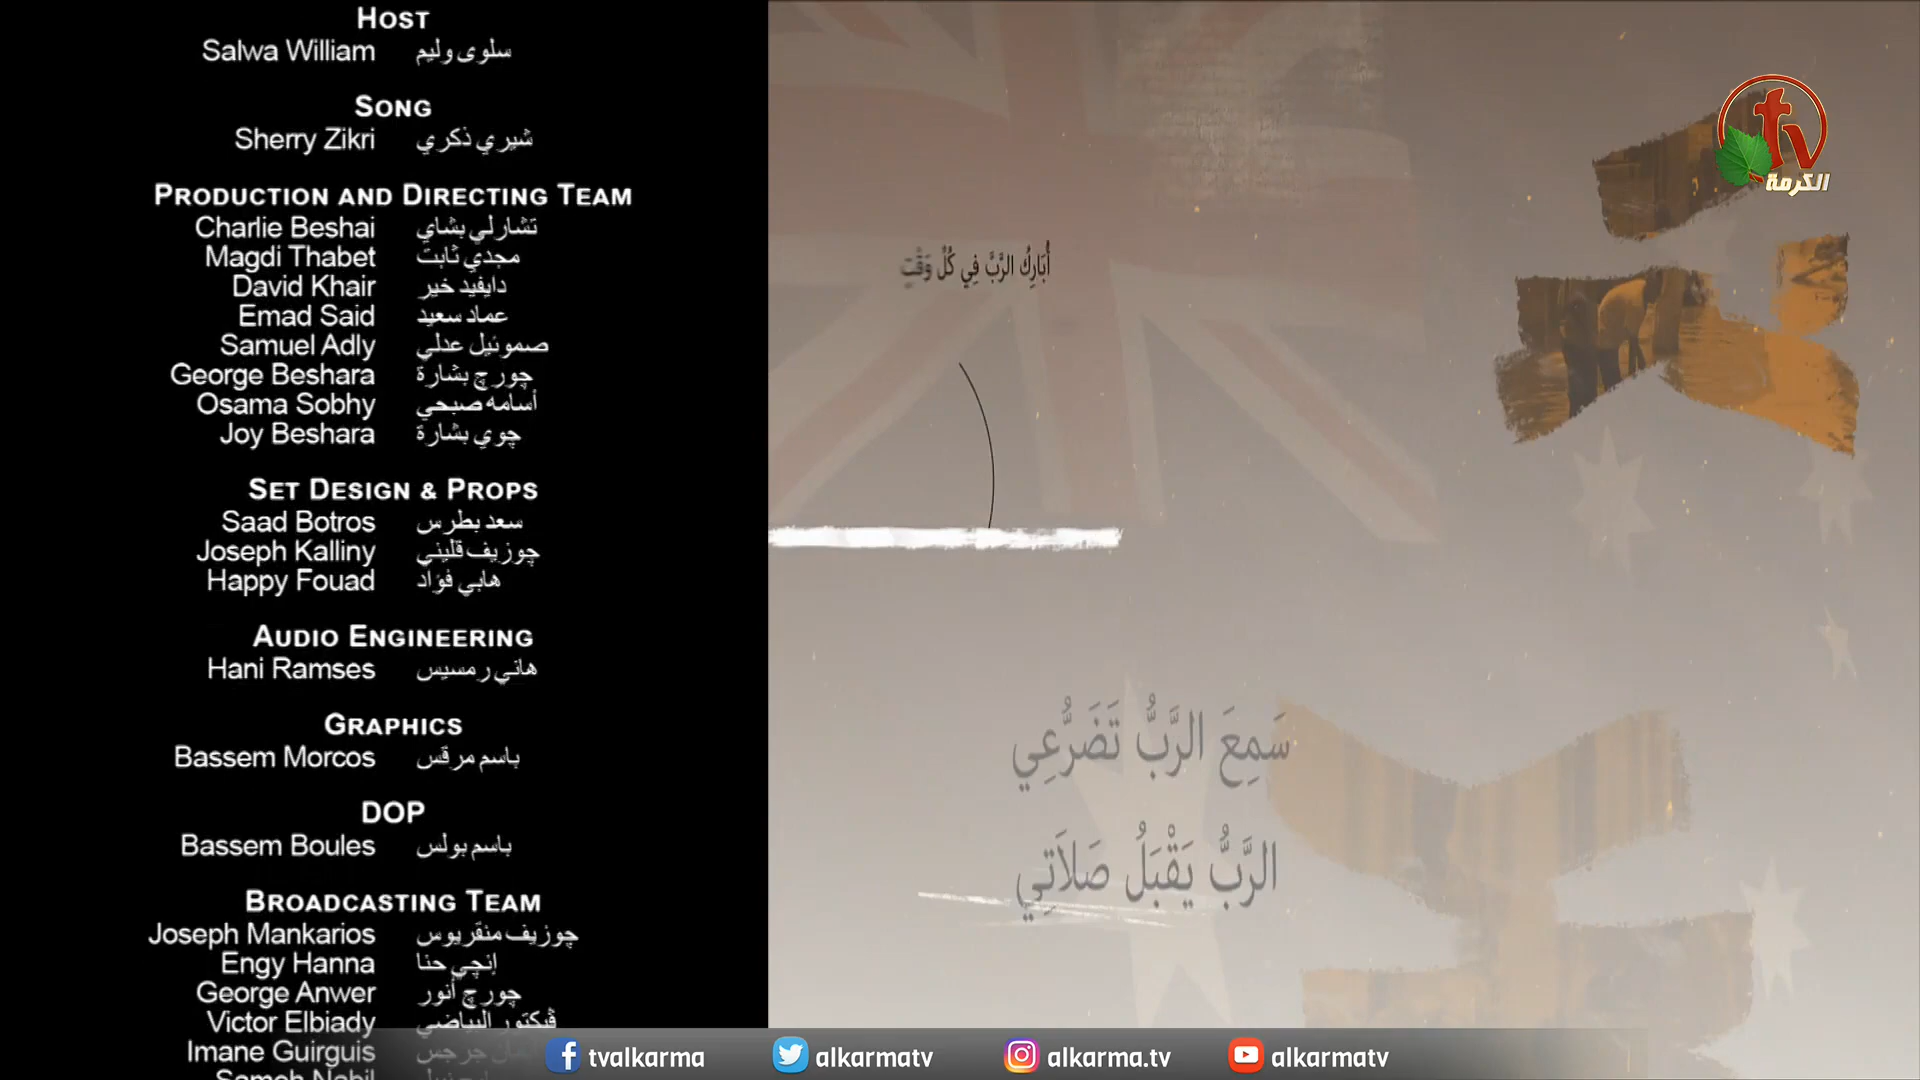 HOST
Salwa William سلوى وليم
SONG
Sherry Zikri شيري ذكري
PRODUCTION AND DIRECTING TEAM
Charlie Beshai تشارلي بشاي
Magdi Thabet مجدي ثابت
David Khair دايفيد خير
Emad Said عماد سعيد
Samuel Adly صموئيل عدلي
George Beshara چورچ بشارة
Osama Sobhy أسامه صبحي
Joy Beshara چوي بشارة
SET DESIGN & PROPS
Saad Botros سعد بطرس
Joseph Kalliny چوزيف قليني
Happy Fouad هابي فؤاد
AUDIO ENGINEERING
Hani Ramses هاني رمسيس
GRAPHICS
Bassem Morcos باسم مرقس
DOP
Bassem Boules باسم بولس
BROADCASTING TEAM
Joseph Mankarios چوزيف منقريوس
Engy Hanna إنچي حنا
George Anwer چورچ أنور
Victor Elbiady ڤيكتور البياضي
Imane Guirguis جرجس
tv
الكرمة
أُبَارِكُ الرَّبَّ فِي كُلِّ وَقْتٍ
سَمِعَ الرَّبُّ تَضَرُّعِي
الرَّبُّ يَقْبَلُ صَلاَتِي
tvalkarma alkarmatv alkarma.tv alkarmatv